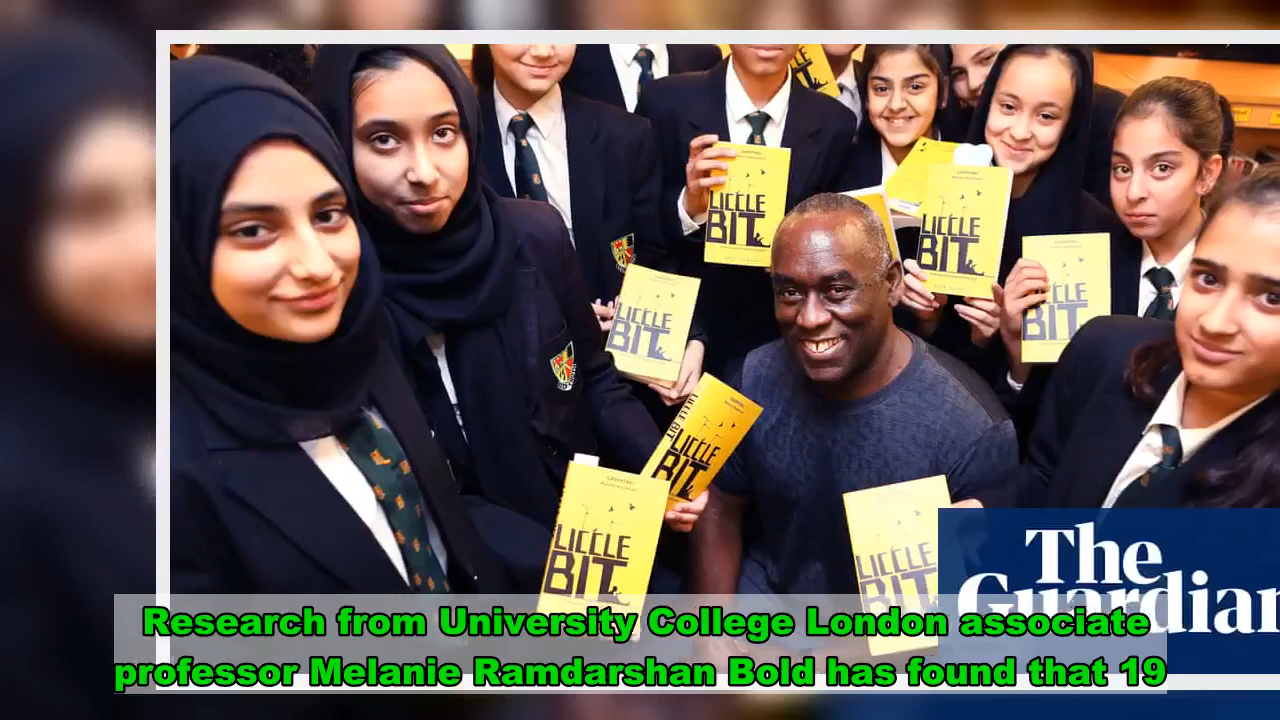 LICCLE
BIT
LICCLE
BIT
LICCLE
BIT
LICCLE
BIT
LICCLE
BIT
LICCLE BIT
LICCLE
BIT
LICCLE
BIT
The
Guardian
Research from University College London associate
professor Melanie Ramdarshan Bold has found that 19